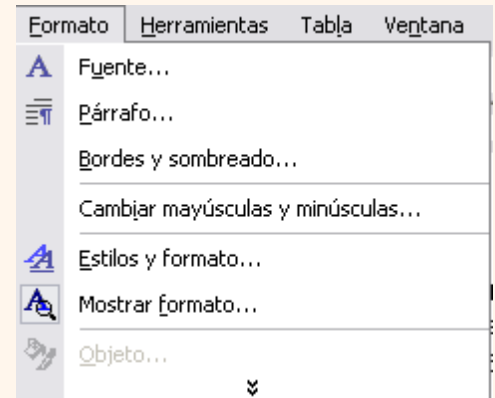 Formato Herramientas Tabla Ventana
Fuente...
Párrafo...
Bordes y sombreado...
Cambiar mayúsculas y minúsculas...
Estilos y formato...
Mostrar formato...
Objeto...